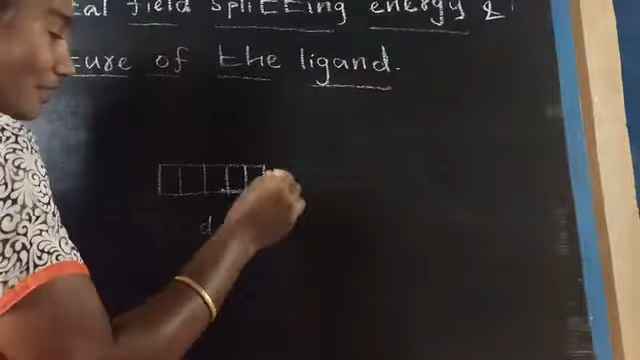 field splitting energy &
of the ligand.
d